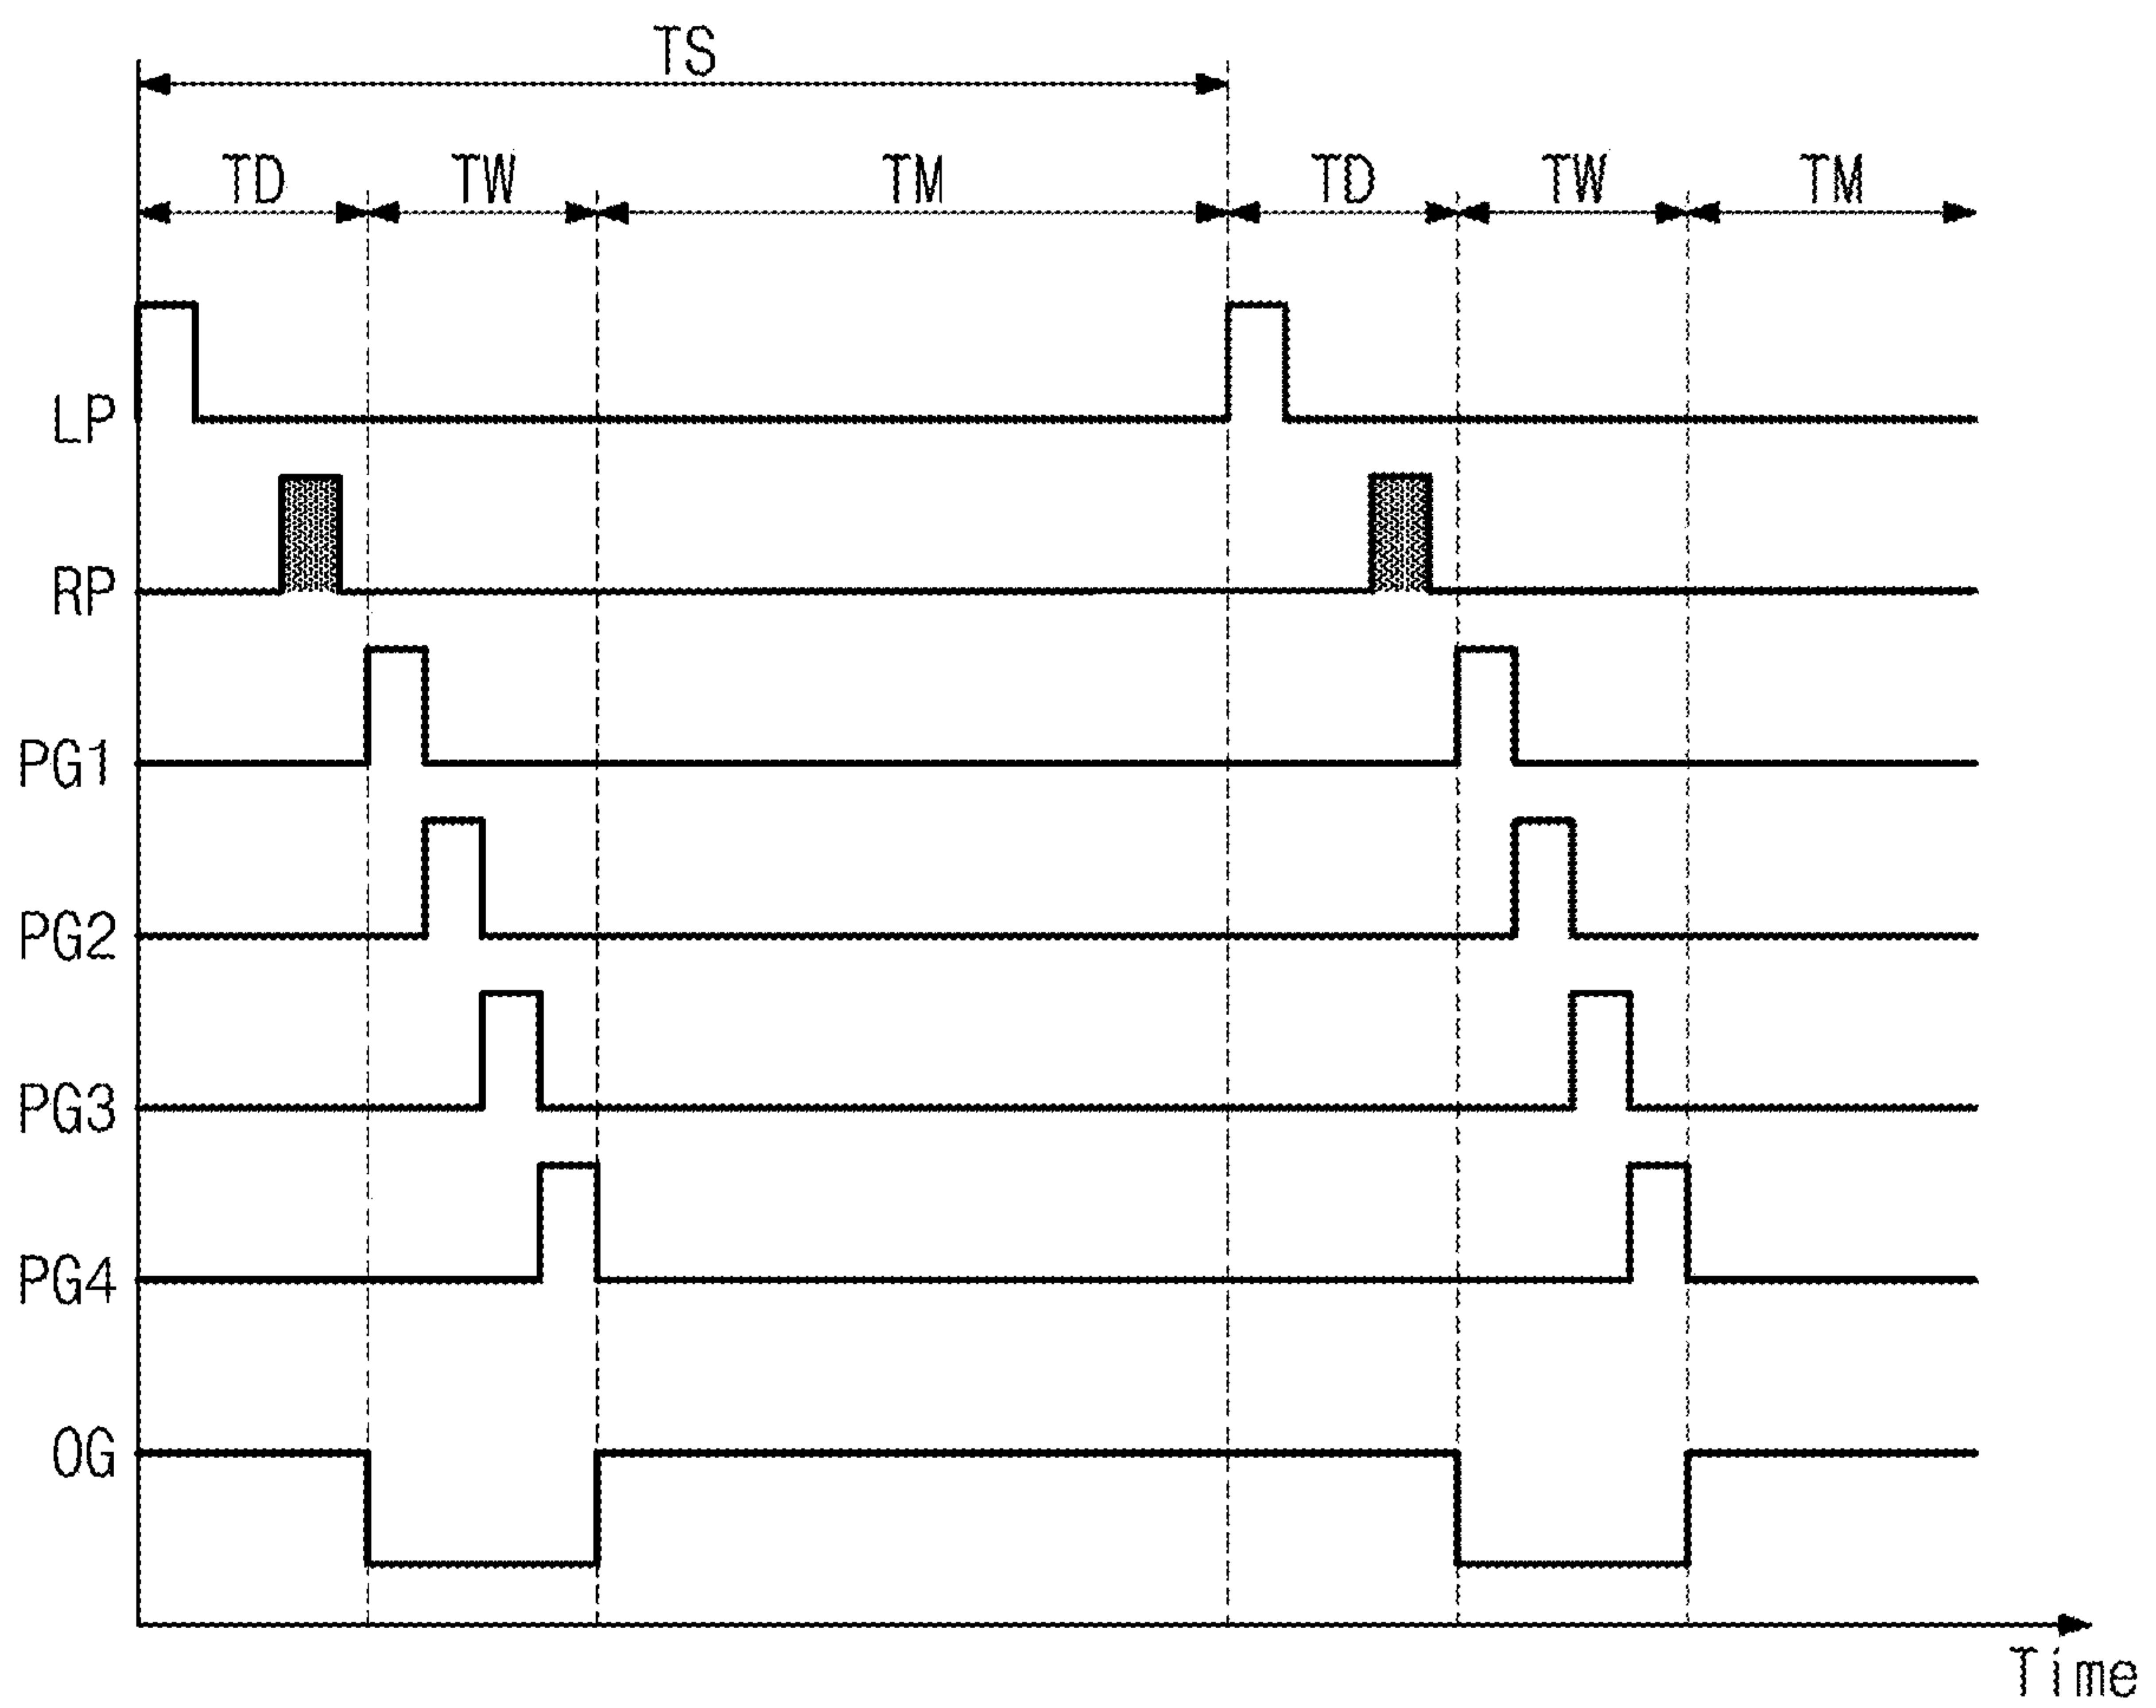 TS
TD TW TM TD TW TM
LP
RP
PG1
PG2
PG3
PG4
OG
Time